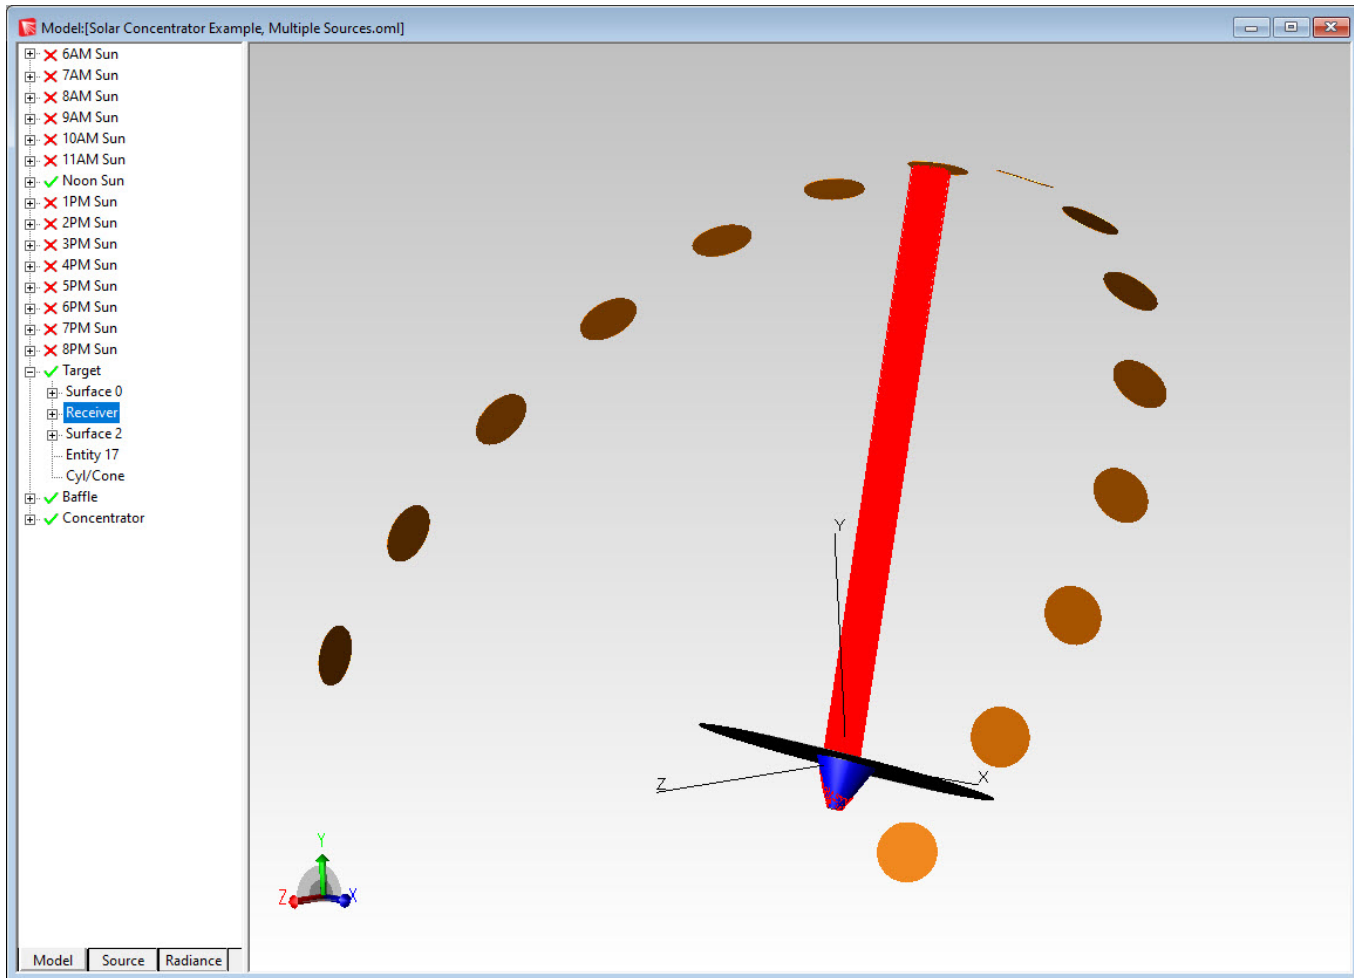 Model:[Solar Concentrator Example, Multiple Sources.oml]
6AM Sun
7AM Sun
8AM Sun
9AM Sun
10AM Sun
11AM Sun
Noon Sun
1PM Sun
2PM Sun
3PM Sun
4PM Sun
5PM Sun
6PM Sun
7PM Sun
8PM Sun
Target
Surface 0
Receiver
Surface 2
Entity 17
Cyl/Cone
Baffle
Concentrator
Y
Z
X
Y
Z
X
Model
Source
Radiance